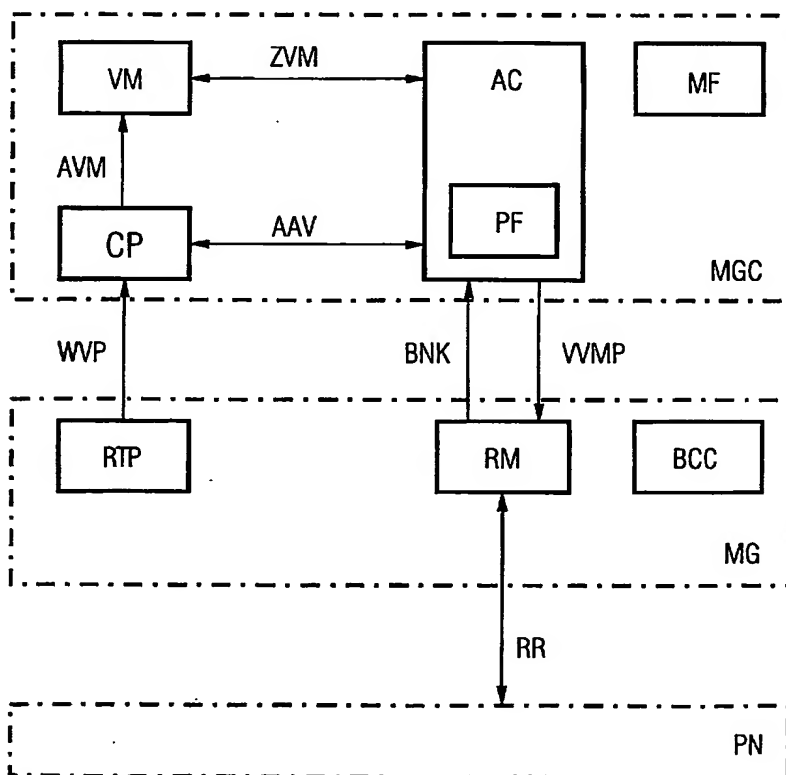 ZVM
VM
AC
MF
AVM
PF
CP
AAV
MGC
WVP
BNK
VVMP
RTP
RM
BCC
MG
RR
PN